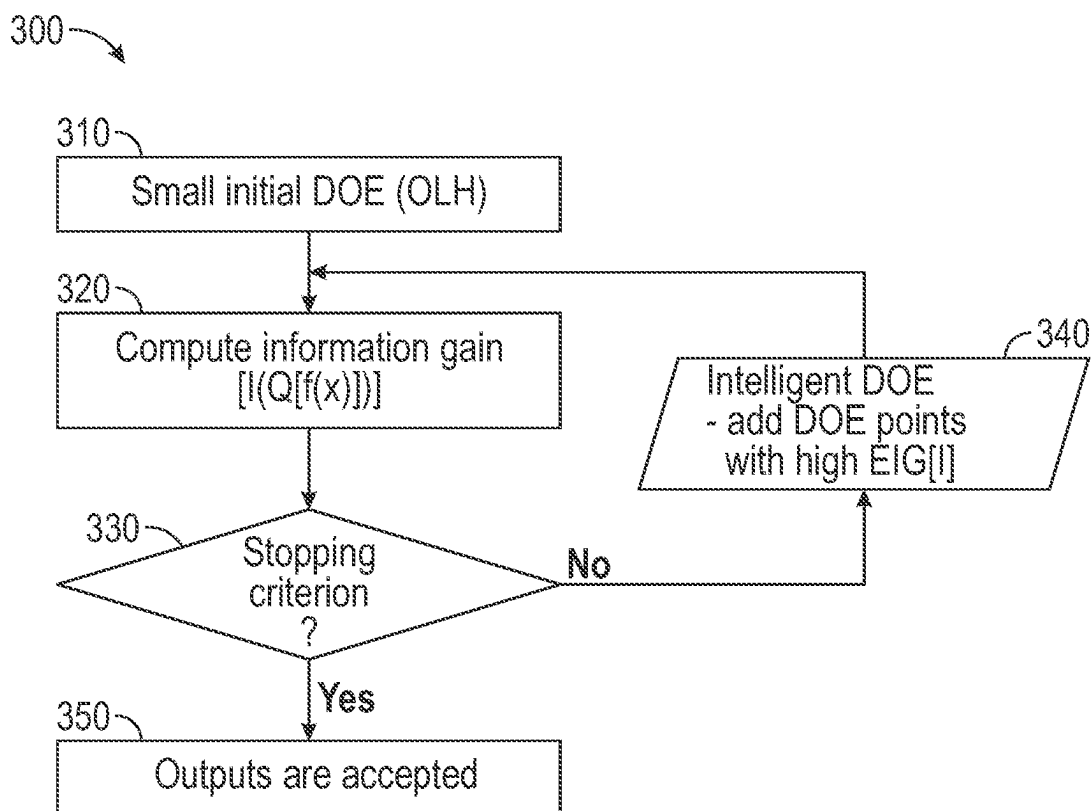 300
310
Small initial DOE (OLH)
320
Compute information gain
[I(Q[f(x)])]
340
Intelligent DOE
- add DOE points
with high EIG[I]
330
Stopping
criterion
?
No
Yes
350
Outputs are accepted